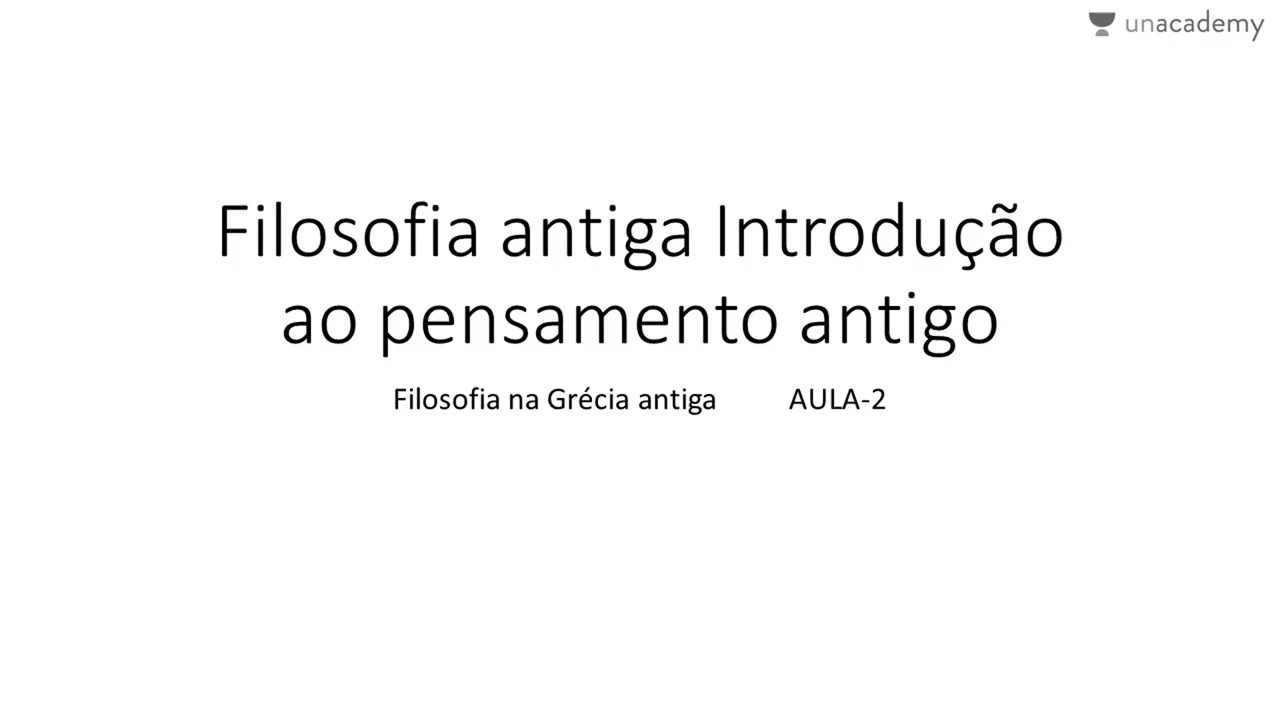 unacademy
Filosofia antiga Introdução
ao pensamento antigo
Filosofia na Grécia antiga AULA-2